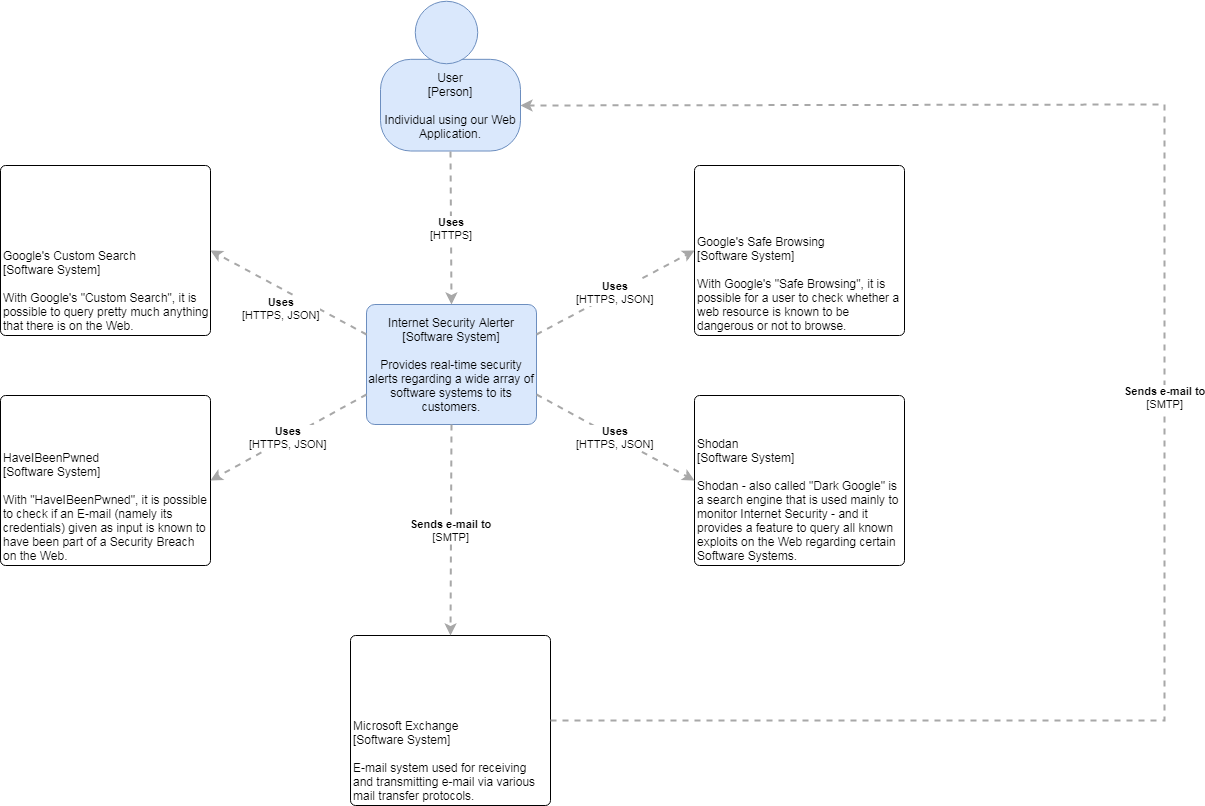 User
[Person]
Individual using our Web
Application.
Uses
[HTTPS]
Google's Custom Search
[Software System]
With Google's "Custom Search", it is
possible to query pretty much anything
that there is on the Web.
Uses
[HTTPS, JSON]
Google's Safe Browsing
[Software System]
With Google's "Safe Browsing", it is
possible for a user to check whether a
web resource is known to be
dangerous or not to browse.
Uses
[HTTPS, JSON]
Internet Security Alerter
[Software System]
Provides real-time security
alerts regarding a wide array of
software systems to its
customers.
HaveIBeenPwned
[Software System]
With "HaveIBeenPwned", it is possible
to check if an E-mail (namely its
credentials) given as input is known to
have been part of a Security Breach
on the Web.
Uses
[HTTPS, JSON]
Uses
[HTTPS, JSON]
Shodan
[Software System]
Shodan - also called "Dark Google" is
a search engine that is used mainly to
monitor Internet Security - and it
provides a feature to query all known
exploits on the Web regarding certain
Software Systems.
Sends e-mail to
[SMTP]
Sends e-mail to
[SMTP]
Microsoft Exchange
[Software System]
E-mail system used for receiving
and transmitting e-mail via various
mail transfer protocols.